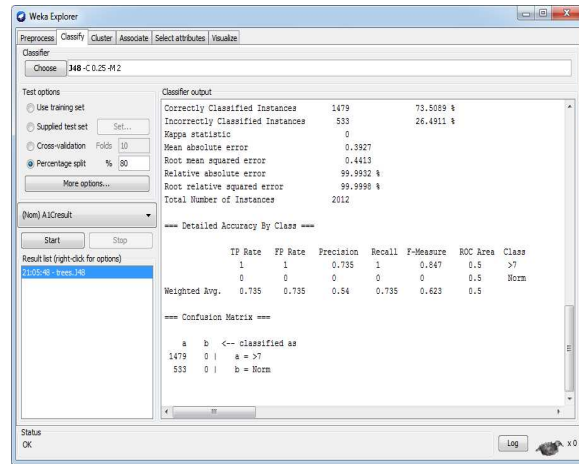 Weka Explorer
Preprocess Classify Cluster Associate Select attributes Visualize
Classifier
Choose J48 -C 0.25 -M 2
Test options
Use training set
Supplied test set Set...
Cross-validation Folds 10
Percentage split % 80
More options...
(Nom) A1Cresult
Start Stop
Result list (right-click for options)
21:05:48 - trees.J48
Classifier output
Correctly Classified Instances 1479 73.5089 %
Incorrectly Classified Instances 533 26.4911 %
Kappa statistic 0
Mean absolute error 0.3927
Root mean squared error 0.4413
Relative absolute error 99.9932 %
Root relative squared error 99.9998 %
Total Number of Instances 2012
=== Detailed Accuracy By Class ===
TP Rate FP Rate Precision Recall F-Measure ROC Area Class
1 1 0.735 1 0.847 0.5 >7
0 0 0 0 0 0.5 Norm
Weighted Avg. 0.735 0.735 0.54 0.735 0.623 0.5
=== Confusion Matrix ===
a b <-- classified as
1479 0 | a = >7
533 0 | b = Norm
Status
OK
Log
x 0